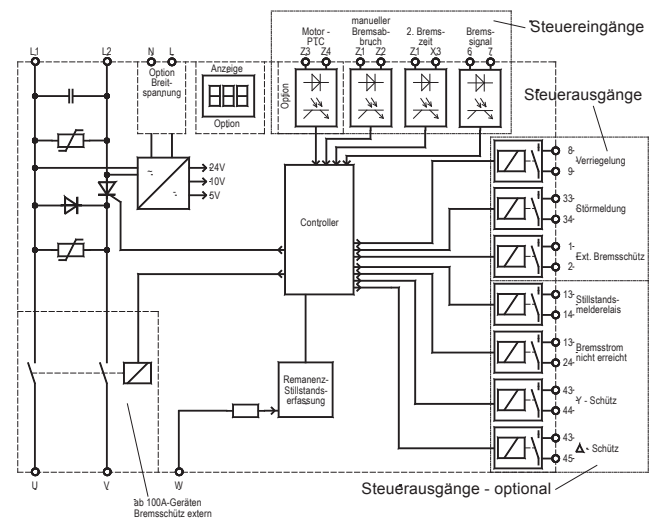 Motor -
PTC
manueller
Bremsab-
bruch
2. Brems-
zeit
Brems-
signal
Steuereingänge
L1
L2
N
L
Z3
Z4
Z1
Z2
Z1
X3
6
7
Option
Breit-
spannung
Anzeige
Option
Option
Steuerausgänge
24V
10V
5V
Controller
8
9
Verriegelung
33
34
Störmeldung
1
2
Ext. Bremsschütz
13
14
Stillstands-
melderelais
13
24
Bremsstrom
nicht erreicht
43
44
Y - Schütz
43
45
Δ - Schütz
Remanenz-
Stillstands-
erfassung
U
V
W
Steuerausgänge - optional
ab 100A-Geräten
Bremsschütz extern